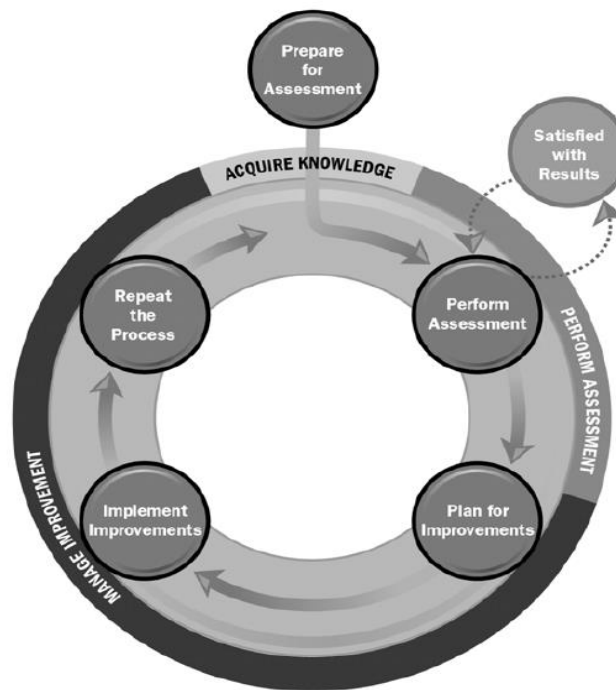 Prepare
for
Assessment
ACQUIRE KNOWLEDGE
Satisfied
with
Results
Repeat
the
Process
Perform
Assessment
PERFORM ASSESSMENT
Implement
Improvements
Plan for
Improvements
MANAGE IMPROVEMENT